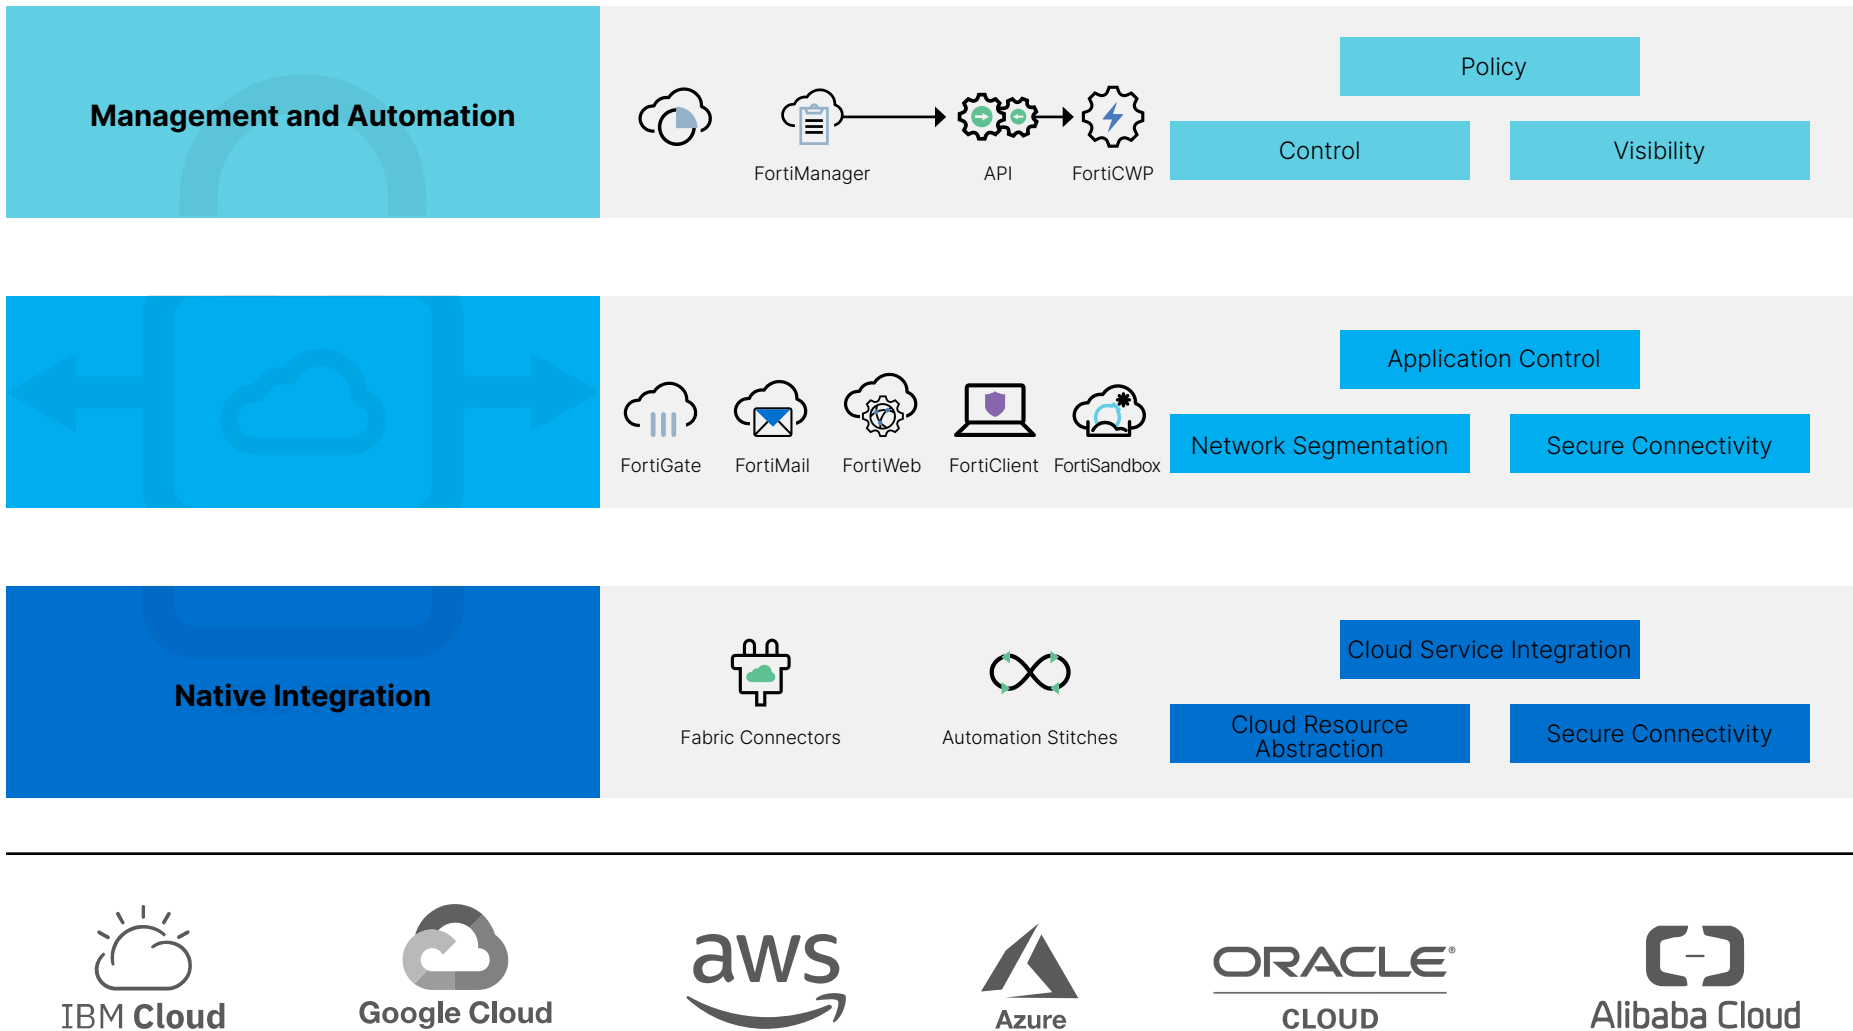 Management and Automation
FortiManager
API
FortiCWP
Policy
Control
Visibility
FortiGate
FortiMail
FortiWeb
FortiClient
FortiSandbox
Application Control
Network Segmentation
Secure Connectivity
Native Integration
Fabric Connectors
Automation Stitches
Cloud Service Integration
Cloud Resource
Abstraction
Secure Connectivity
IBM Cloud
Google Cloud
aws
Azure
ORACLE®
CLOUD
Alibaba Cloud